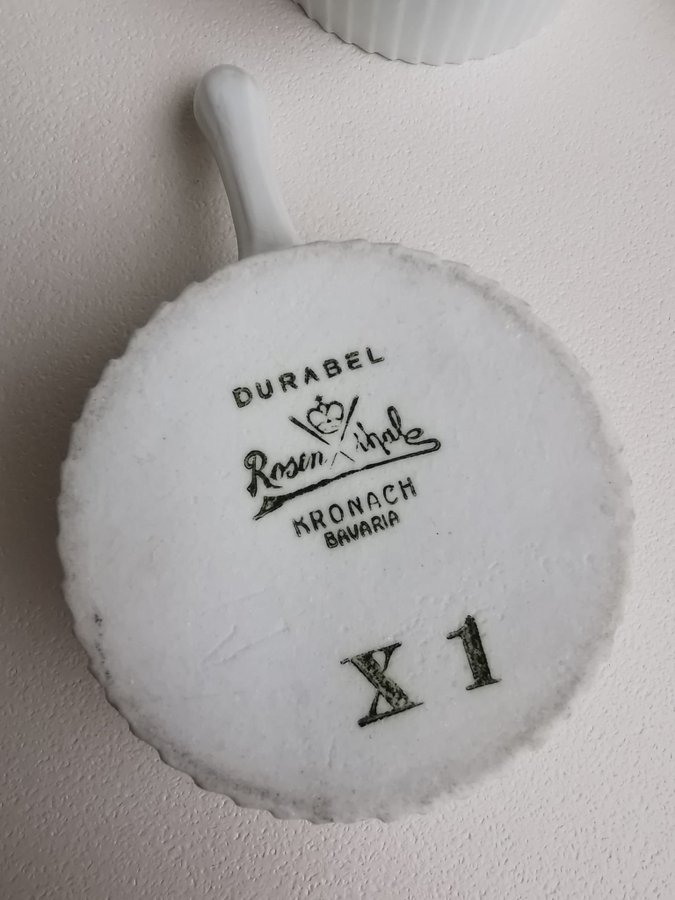 DURABEL
Rosenthal
KRONACH
BAVARIA
X 1